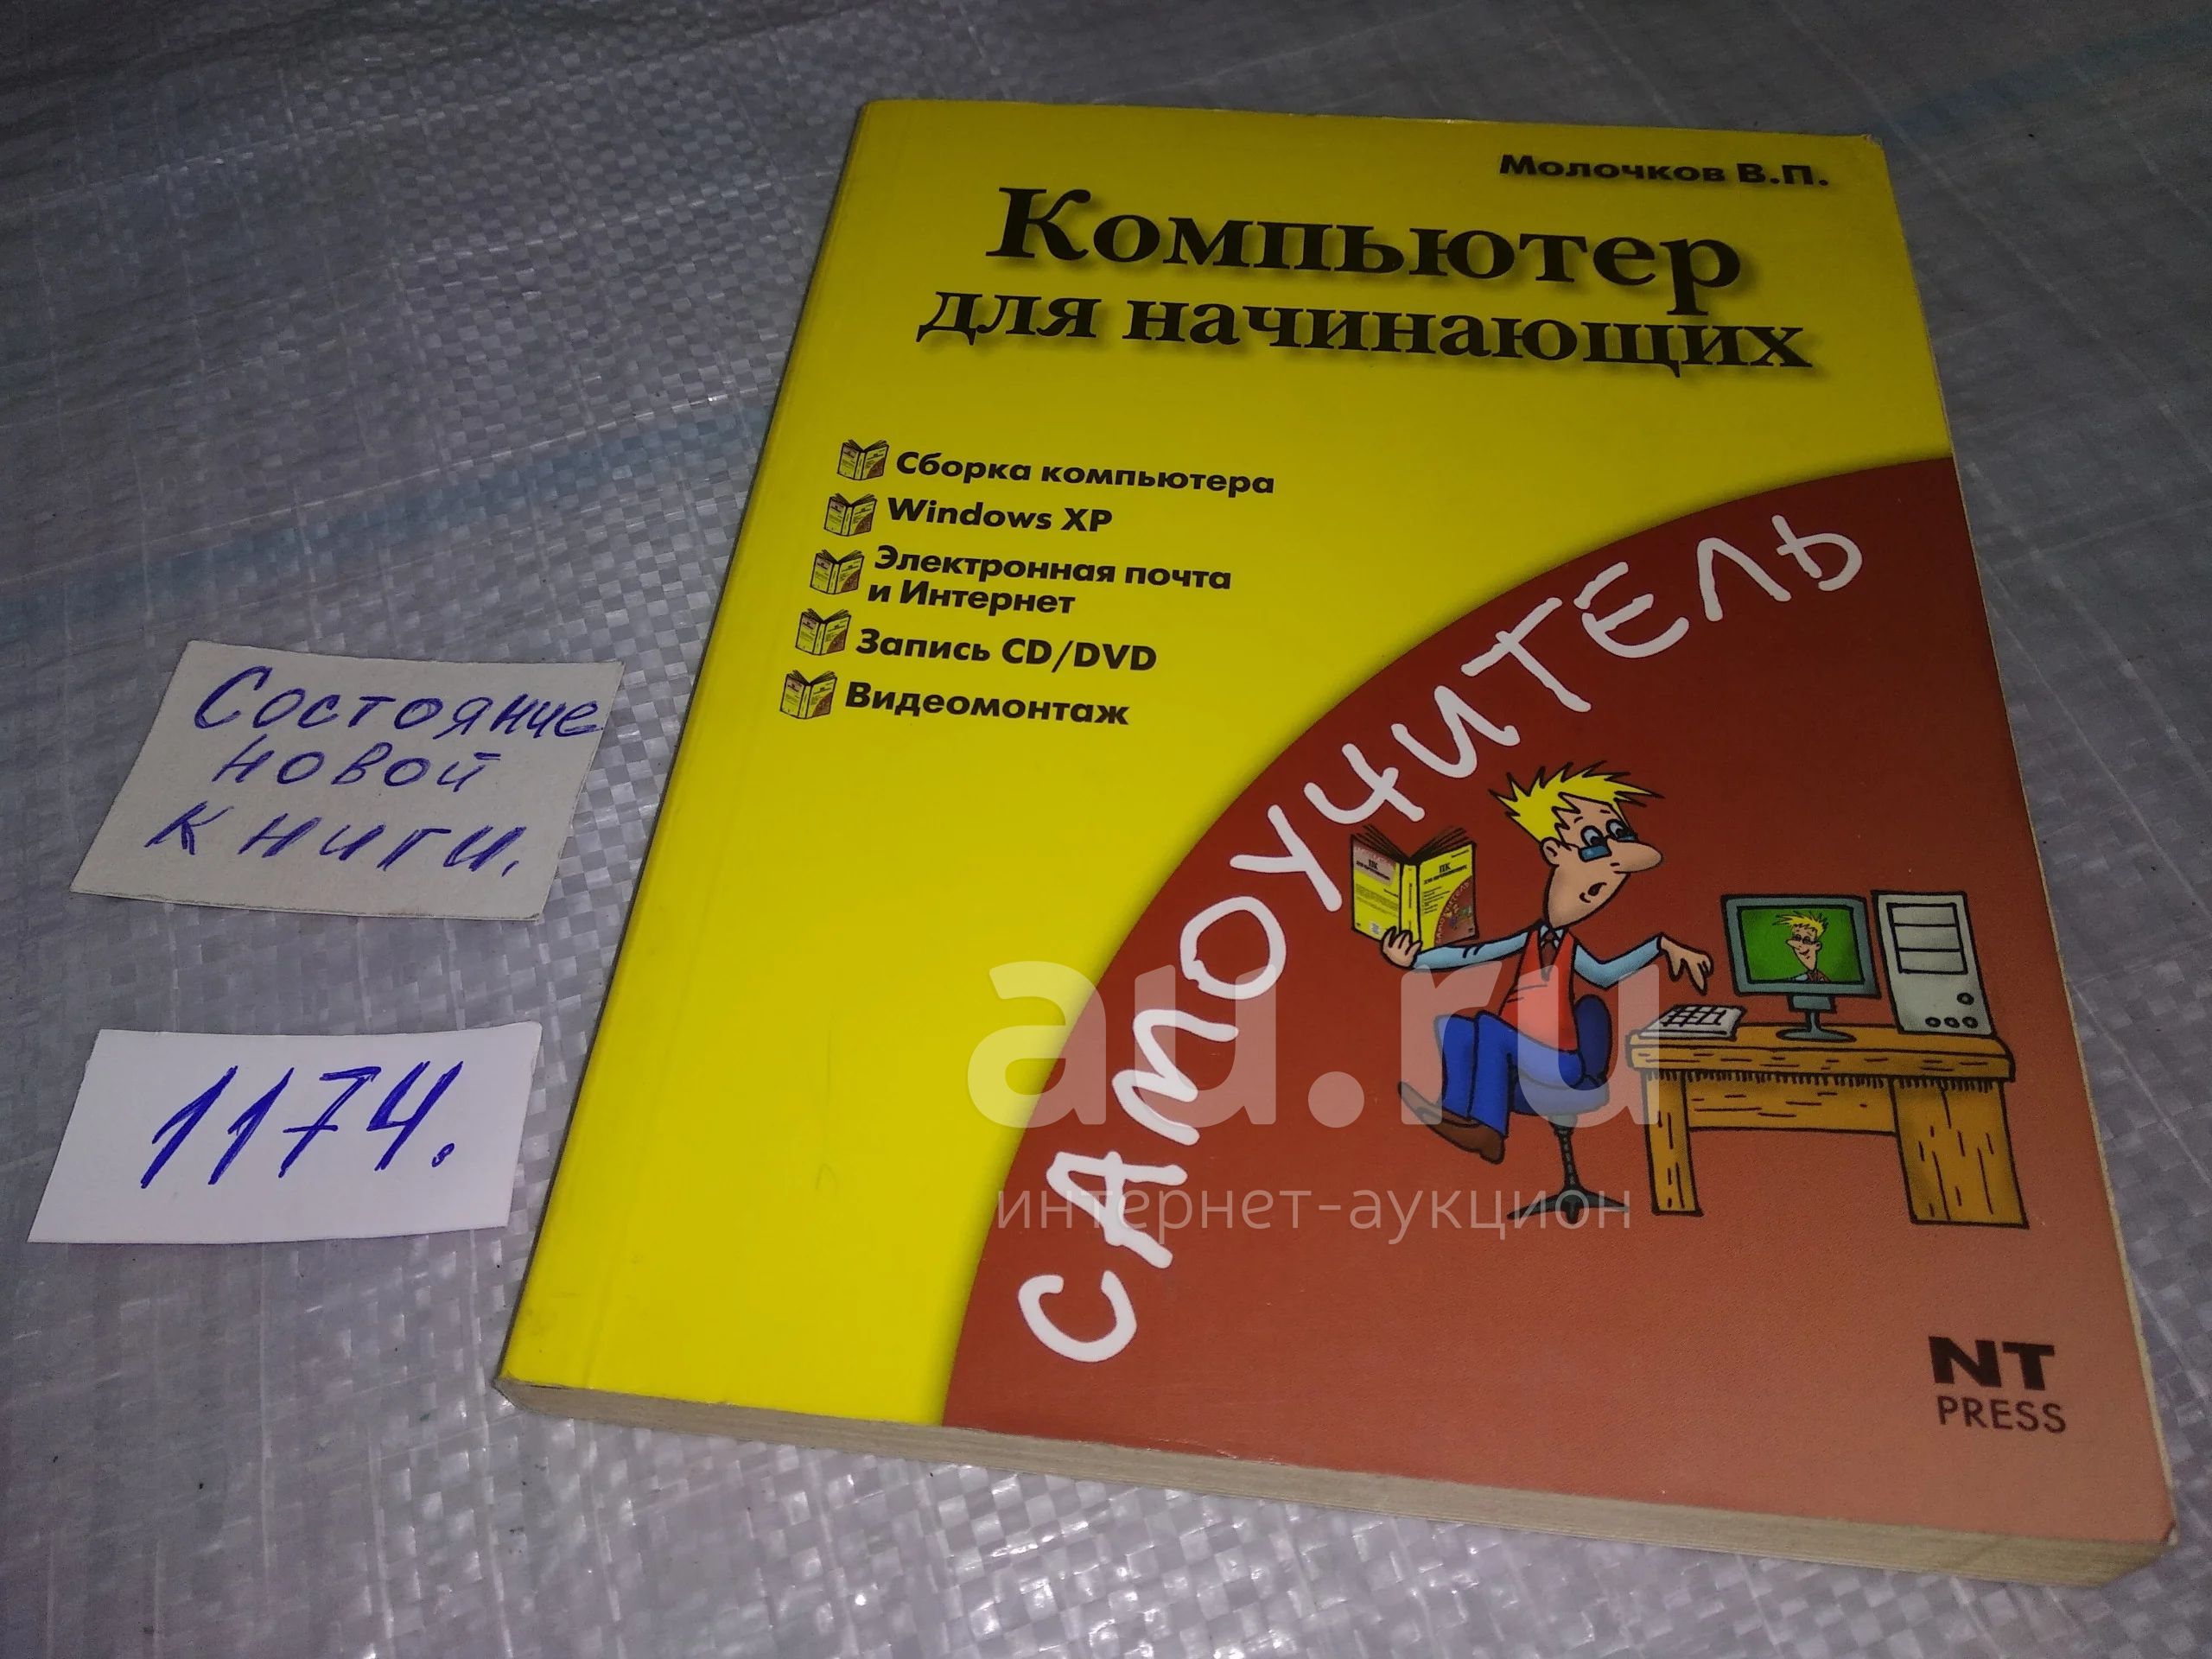 Молочков В.П.
Компьютер
для начинающих
Сборка компьютера
Windows XP
Электронная почта
и Интернет
Запись CD/DVD
Видеомонтаж
САМОУЧИТЕЛЬ
NT
PRESS
Состояние
новой
книги.
1174.
au.ru
интернет-аукцион